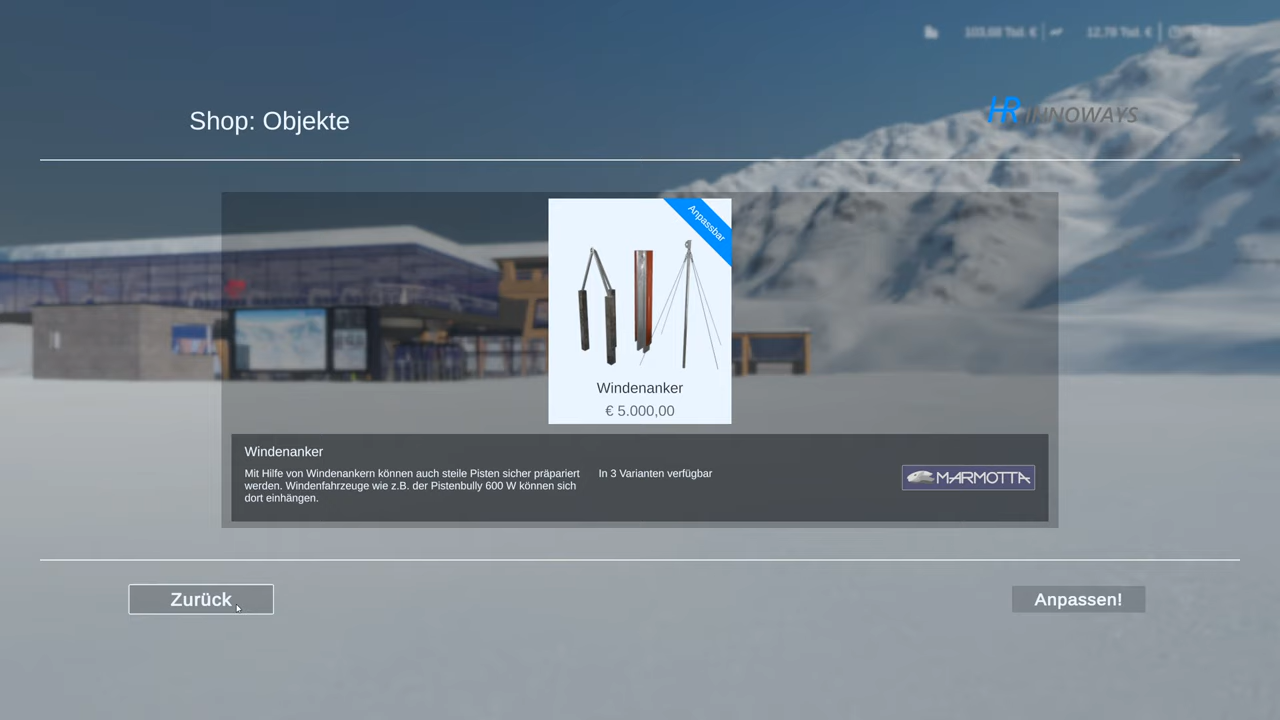 103,68 Tsd. € 12,78 Tsd. €
Shop: Objekte
HR INNOWAYS
Anpassbar
Windenanker
€ 5.000,00
Windenanker
Mit Hilfe von Windenankern können auch steile Pisten sicher präpariert
werden. Windenfahrzeuge wie z.B. der Pistenbully 600 W können sich
dort einhängen.
In 3 Varianten verfügbar
MARMOTTA
Zurück
Anpassen!